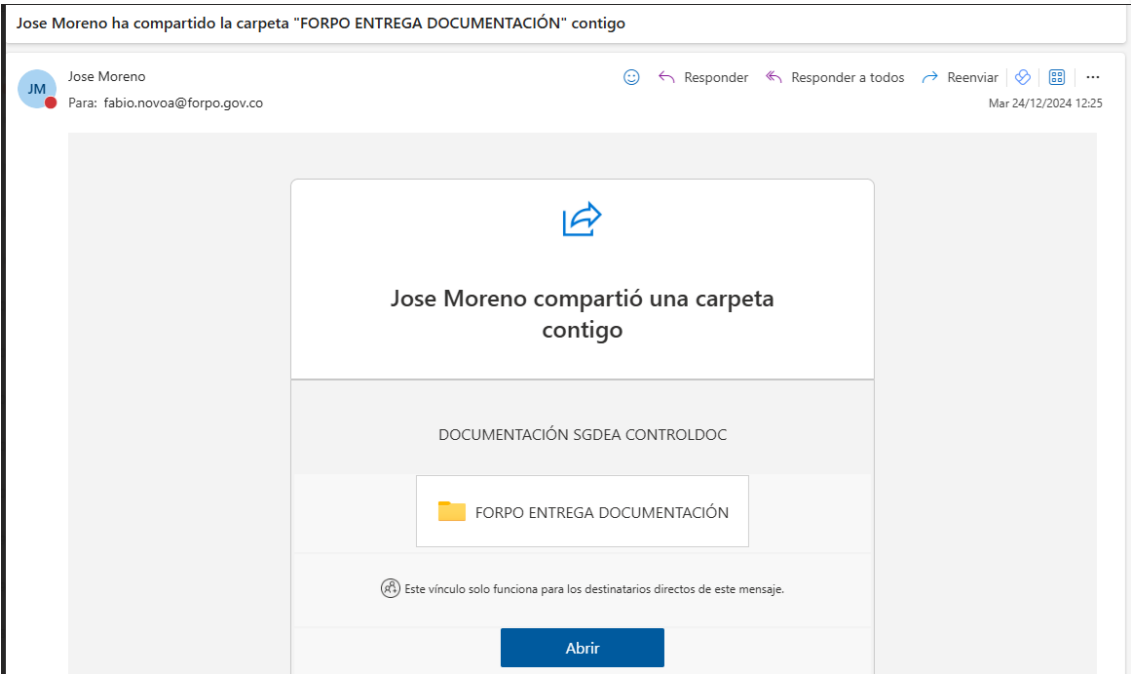 Jose Moreno ha compartido la carpeta "FORPO ENTREGA DOCUMENTACIÓN" contigo
JM
Jose Moreno
Responder
Responder a todos
Reenviar
Para: fabio.novoa@forpo.gov.co
Mar 24/12/2024 12:25
Jose Moreno compartió una carpeta
contigo
DOCUMENTACIÓN SGDEA CONTROLDOC
FORPO ENTREGA DOCUMENTACIÓN
Este vínculo solo funciona para los destinatarios directos de este mensaje.
Abrir